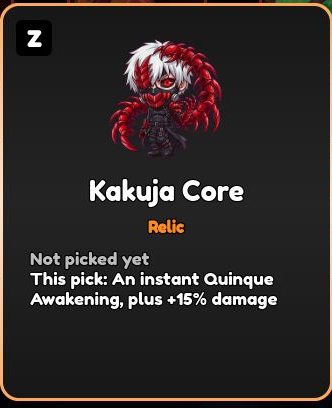 Z
Kakuja Core
Relic
Not picked yet
This pick: An instant Quinque
Awakening, plus +15% damage